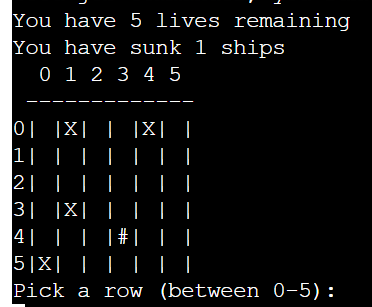 You have 5 lives remaining
You have sunk 1 ships
  0 1 2 3 4 5
 -------------
0| |X| | |X| |
1| | | | | | |
2| | | | | | |
3| |X| | | | |
4| | | |#| | |
5|X| | | | | |
Pick a row (between 0-5):